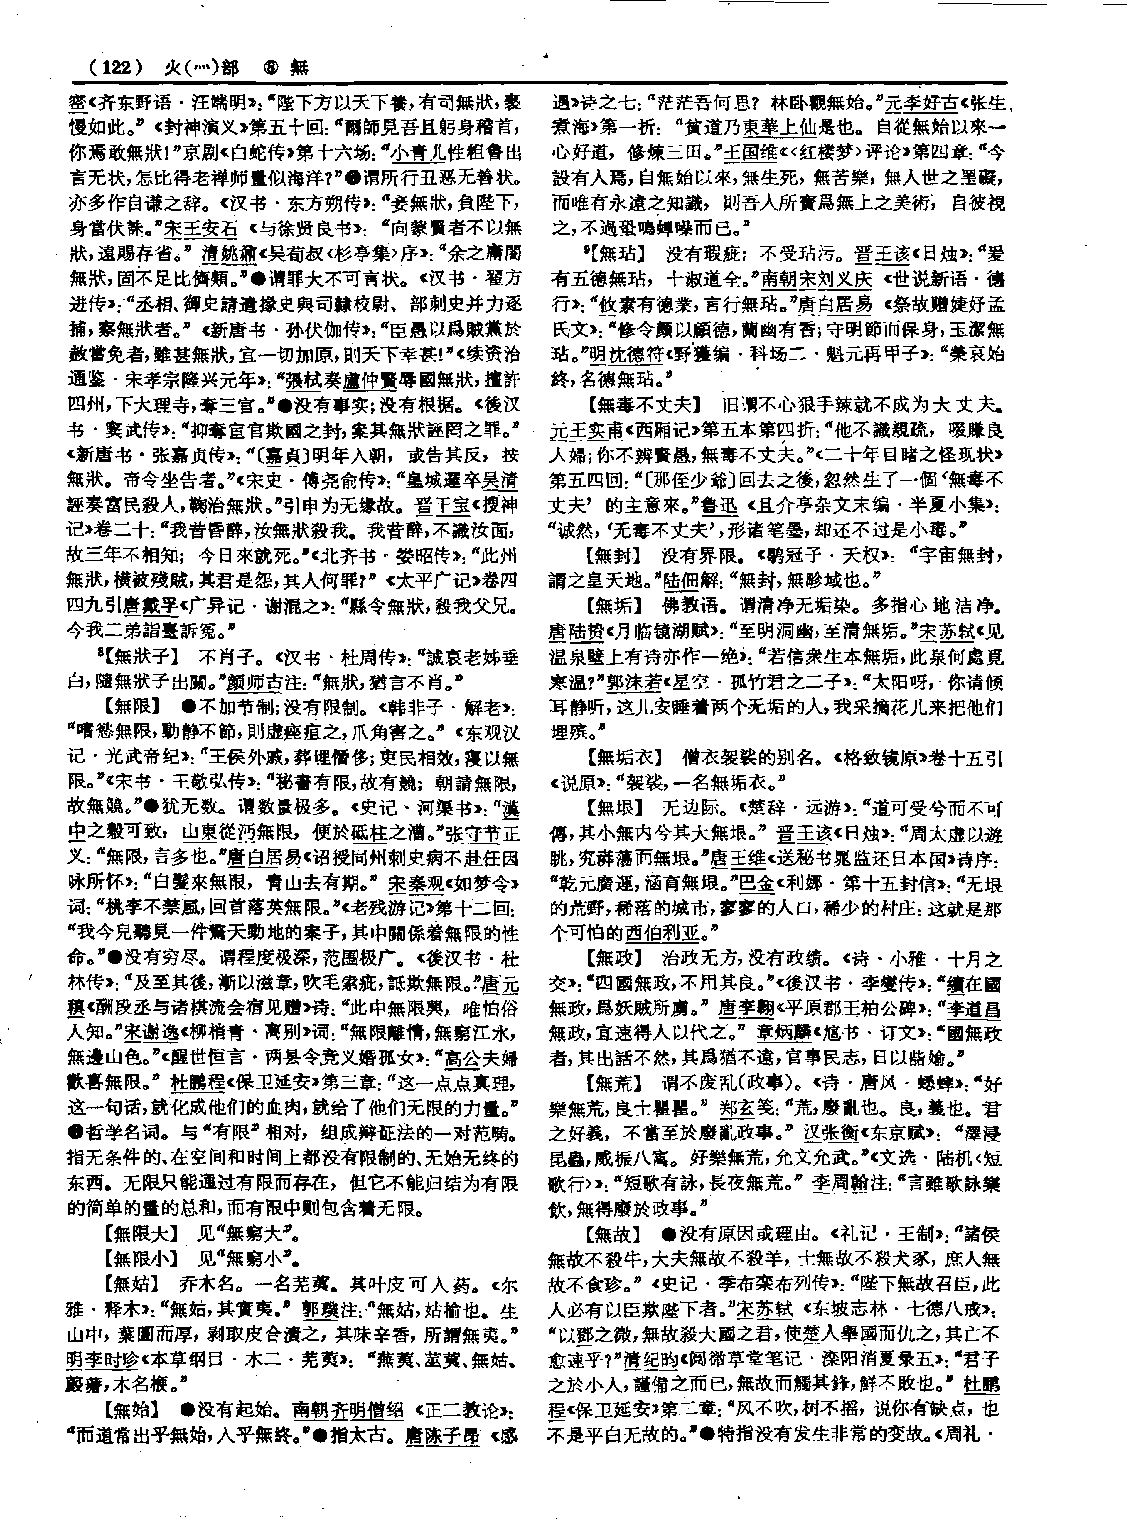 （122） 火(灬)部 ⑧ 無
密《齐东野语·汪端明》：“陛下方以天下養，有司無狀，褻
慢如此。”《封神演义》第五十回：“爾師見吾且躬身稽首，
你焉敢無狀！”京剧《白蛇传》第十六场：“小青儿性粗鲁出
言无状，怎比得老禅师量似海洋？”●谓所行丑恶无善状。
亦多作自谦之辞。《汉书·东方朔传》：“妾無狀，負陛下，
身當伏誅。”宋王安石《与徐贤良书》：“向蒙賢者不以無
狀，遠賜存省。”清姚鼐《吴荀叔〈杉亭集〉序》：“余之庸闇
無狀，固不足比儕類。”●谓罪大不可言状。《汉书·翟方
进传》：“丞相、御史請遣掾史與司隸校尉、部刺史并力逐
捕，察無狀者。”《新唐书·孙伏伽传》：“臣愚以爲賊黨於
赦當免者，雖甚無狀，宜一切加原，則天下幸甚！”《续资治
通鉴·宋孝宗隆兴元年》：“張栻奏盧仲賢辱國無狀，擅許
四州，下大理寺，奪三官。”●没有事实；没有根据。《後汉
书·窦武传》：“抑奪宦官欺國之封，案其無狀誣罔之罪。”
《新唐书·张嘉贞传》：“〔嘉貞〕明年入朝，或告其反，按
無狀。帝令坐告者。”《宋史·傅尧俞传》：“皇城邏卒吴清
誣奏富民殺人，鞫治無狀。”引申为无缘故。晋干宝《搜神
记》卷二十：“我昔昏醉，汝無狀殺我。我昔醉，不識汝面，
故三年不相知；今日來就死。”《北齐书·娄昭传》：“此州
無狀，横被殘賊，其君是怨，其人何罪？”《太平广记》卷四
四九引唐戴孚《广异记·谢混之》：“縣令無狀，殺我父兄。
今我二弟詣臺訴冤。”
⁸【無狀子】 不肖子。《汉书·杜周传》：“誠哀老姊垂
白，隨無狀子出關。”颜师古注：“無狀，猶言不肖。”
【無限】 ●不加节制；没有限制。《韩非子·解老》：
“嗜慾無限，動静不節，則虚痤疽之，爪角害之。”《东观汉
记·光武帝纪》：“王侯外戚，葬埋僭侈；吏民相效，寖以無
限。”《宋书·王敬弘传》：“秘書有限，故有競；朝請無限，
故無競。”●犹无数。谓数量极多。《史记·河渠书》：“漢
中之穀可致，山東從沔無限，便於砥柱之漕。”张守节正
义：“無限，言多也。”唐白居易《诏授同州刺史病不赴任因
咏所怀》：“白髮來無限，青山去有期。”宋秦观《如梦令》
词：“桃李不禁風，回首落英無限。”《老残游记》第十二回：
“我今兒聽見一件驚天動地的案子，其中關係着無限的性
命。”●没有穷尽。谓程度极深，范围极广。《後汉书·杜
林传》：“及至其後，漸以滋章，吹毛索疵，詆欺無限。”唐元
稹《酬段丞与诸棋流会宿见赠》诗：“此中無限興，唯怕俗
人知。”宋谢逸《柳梢青·离别》词：“無限離情，無窮江水，
無邊山色。”《醒世恒言·两县令竞义婚孤女》：“高公夫婦
歡喜無限。”杜鹏程《保卫延安》第三章：“这一点点真理，
这一句话，就化成他们的血肉，就给了他们无限的力量。”
●哲学名词。与“有限”相对，组成辩证法的一对范畴。
指无条件的、在空间和时间上都没有限制的、无始无终的
东西。无限只能通过有限而存在，但它不能归结为有限
的简单的量的总和，而有限中则包含着无限。
【無限大】 见“無窮大”。
【無限小】 见“無窮小”。
【無姑】 乔木名。一名芜荑。其叶皮可入药。《尔
雅·释木》：“無姑，其實夷。”郭璞注：“無姑，姑榆也。生
山中，葉圓而厚，剥取皮合漬之，其味辛香，所謂無夷。”
明李时珍《本草纲目·木二·芜荑》：“蕪荑、莁荑、無姑、
蕨𦽄，木名梗。”
【無始】 ●没有起始。南朝齐明僧绍《正二教论》：
“而道常出乎無始，入乎無終。”●指太古。唐陈子昂《感
遇》诗之七：“茫茫吾何思？林卧觀無始。”元李好古《张生
煮海》第一折：“貧道乃東華上仙是也。自從無始以來一
心好道，修煉三田。”王国维《〈红楼梦〉评论》第四章：“今
設有人焉，自無始以來，無生死，無苦樂，無人世之罣礙，
而唯有永遠之知識，則吾人所寳爲無上之美術，自彼視
之，不過蛩鳴蟬噪而已。”
⁹【無玷】 没有瑕疵；不受玷污。晋王该《日烛》：“爰
有五德無玷，十淑道全。”南朝宋刘义庆《世说新语·德
行》：“攸素有德業，言行無玷。”唐白居易《祭故赠婕妤孟
氏文》：“修令顔以顧德，蘭幽有香；守明節而保身，玉潔無
玷。”明沈德符《野獲编·科场二·魁元再甲子》：“榮哀始
終，名德無玷。”
【無毒不丈夫】 旧谓不心狠手辣就不成为大丈夫。
元王实甫《西厢记》第五本第四折：“他不識親疏，啜賺良
人婦；你不辨賢愚，無毒不丈夫。”《二十年目睹之怪现状》
第五四回：“〔那侄少爺〕回去之後，忽然生了一個‘無毒不
丈夫’的主意來。”鲁迅《且介亭杂文末编·半夏小集》：
“诚然，‘无毒不丈夫’，形诸笔墨，却还不过是小毒。”
【無封】 没有界限。《鹖冠子·天权》：“宇宙無封，
謂之皇天地。”陆佃解：“無封，無畛域也。”
【無垢】 佛教语。谓清净无垢染。多指心地洁净。
唐陆贽《月临镜湖赋》：“至明洞幽，至清無垢。”宋苏轼《见
温泉壁上有诗亦作一绝》：“若信衆生本無垢，此泉何處覓
寒温？”郭沫若《星空·孤竹君之二子》：“太阳呀，你请倾
耳静听，这儿安睡着两个无垢的人，我采摘花儿来把他们
埋殡。”
【無垢衣】 僧衣袈裟的别名。《格致镜原》卷十五引
《说原》：“袈裟，一名無垢衣。”
【無垠】 无边际。《楚辞·远游》：“道可受兮而不可
傳，其小無内兮其大無垠。”晋王该《日烛》：“周太虚以遊
眺，究漭蕩而無垠。”唐王维《送秘书晁监还日本国》诗序：
“乾元廣運，涵育無垠。”巴金《利娜·第十五封信》：“无垠
的荒野，稀落的城市，寥寥的人口，稀少的村庄：这就是那
个可怕的西伯利亚。”
【無政】 治政无方，没有政绩。《诗·小雅·十月之
交》：“四國無政，不用其良。”《後汉书·李燮传》：“續在國
無政，爲妖賊所虜。”唐李翱《平原郡王柏公碑》：“李道昌
無政，宜速得人以代之。”章炳麟《訄书·订文》：“國無政
者，其出話不然，其爲猶不遠，官事民志，日以啙媮。”
【無荒】 谓不废乱（政事）。《诗·唐风·蟋蟀》：“好
樂無荒，良士瞿瞿。”郑玄笺：“荒，廢亂也。良，義也。君
之好義，不當至於廢亂政事。”汉张衡《东京赋》：“澤浸
昆蟲，威振八寓。好樂無荒，允文允武。”《文选·陆机〈短
歌行〉》：“短歌有詠，長夜無荒。”李周翰注：“言雖歌詠樂
飲，無得廢於政事。”
【無故】 ●没有原因或理由。《礼记·王制》：“諸侯
無故不殺牛，大夫無故不殺羊，士無故不殺犬豕，庶人無
故不食珍。”《史记·季布栾布列传》：“陛下無故召臣，此
人必有以臣欺陛下者。”宋苏轼《东坡志林·七德八戒》：
“以鄧之微，無故殺大國之君，使楚人舉國而仇之，其亡不
愈速乎？”清纪昀《阅微草堂笔记·滦阳消夏录五》：“君子
之於小人，謹備之而已，無故而觸其鋒，鮮不敗也。”杜鹏
程《保卫延安》第二章：“风不吹，树不摇，说你有缺点，也
不是平白无故的。”●特指没有发生非常的变故。《周礼·